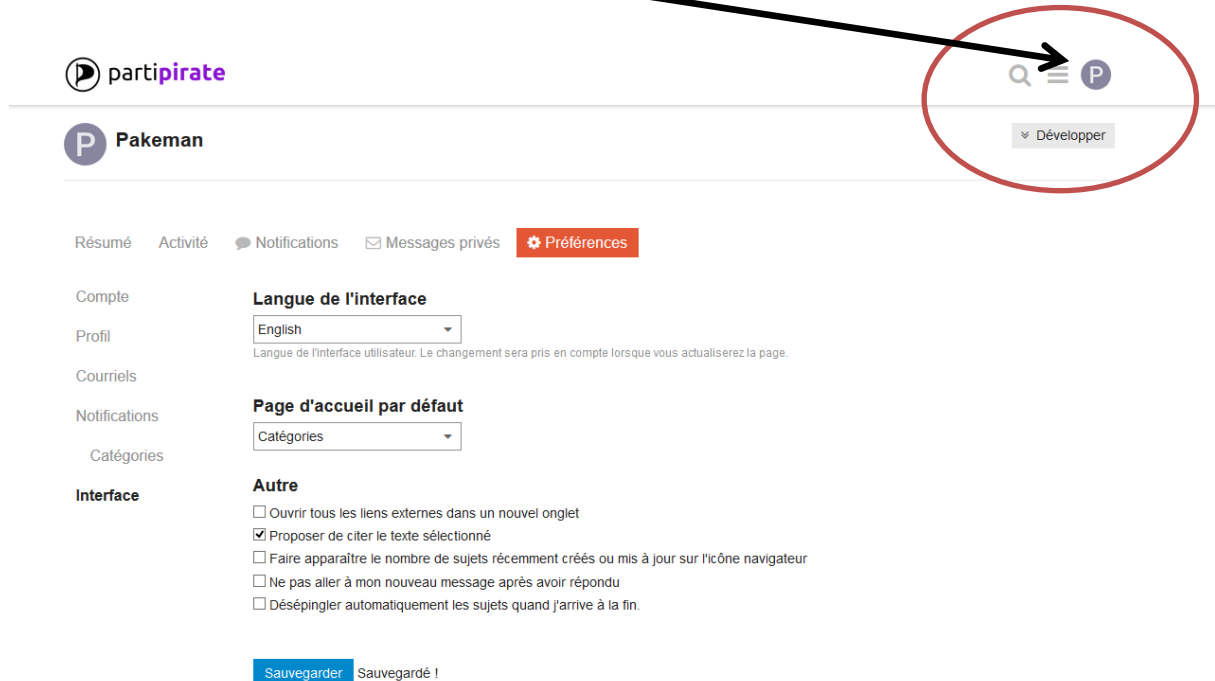 partipirate
P
P Pakeman
Développer
Résumé Activité Notifications Messages privés Préférences
Compte
Profil
Courriels
Notifications
Catégories
Interface
Langue de l'interface
English
Langue de l'interface utilisateur. Le changement sera pris en compte lorsque vous actualiserez la page.
Page d'accueil par défaut
Catégories
Autre
Ouvrir tous les liens externes dans un nouvel onglet
Proposer de citer le texte sélectionné
Faire apparaître le nombre de sujets récemment créés ou mis à jour sur l'icône navigateur
Ne pas aller à mon nouveau message après avoir répondu
Désépingler automatiquement les sujets quand j'arrive à la fin.
Sauvegarder Sauvegardé !